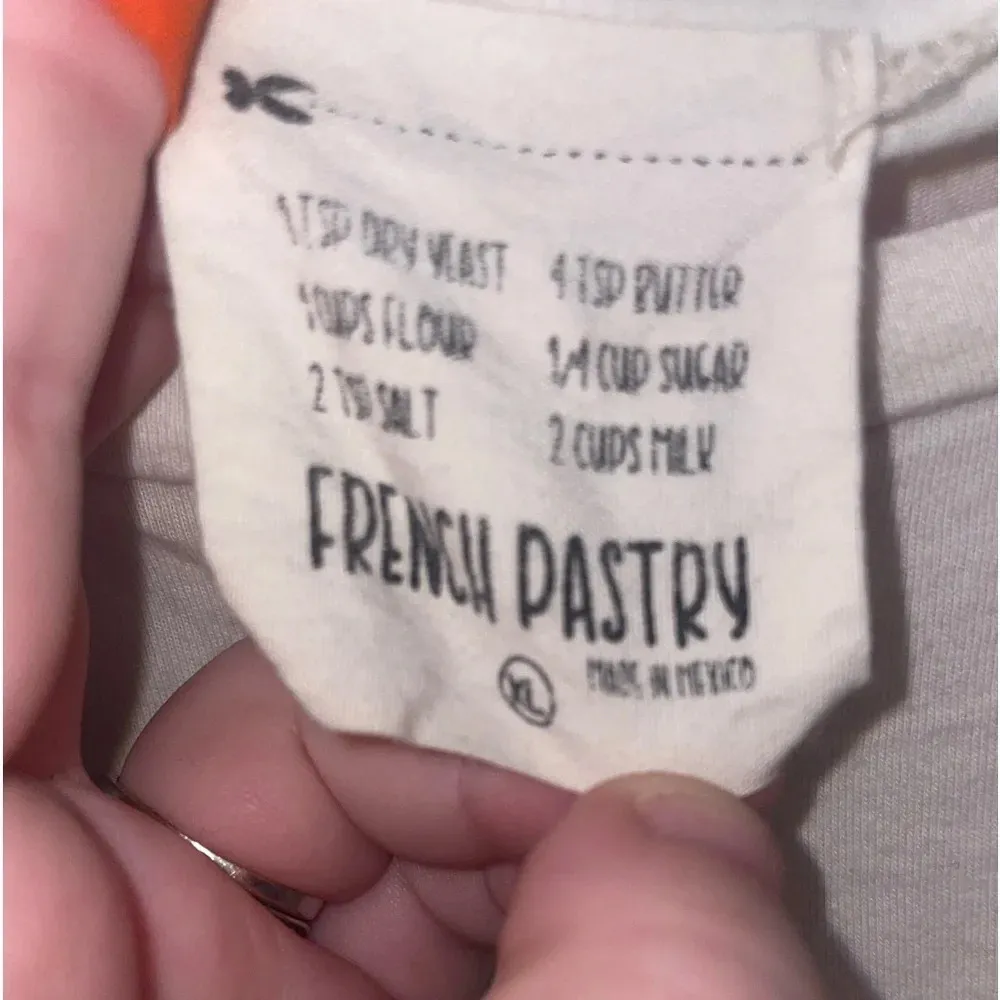 1 TSP DRY YEAST
CUPS FLOUR
2 TSP SALT
4 TSP BUTTER
1/4 CUP SUGAR
2 CUPS MILK
FRENCH PASTRY
XL
MADE IN MEXICO